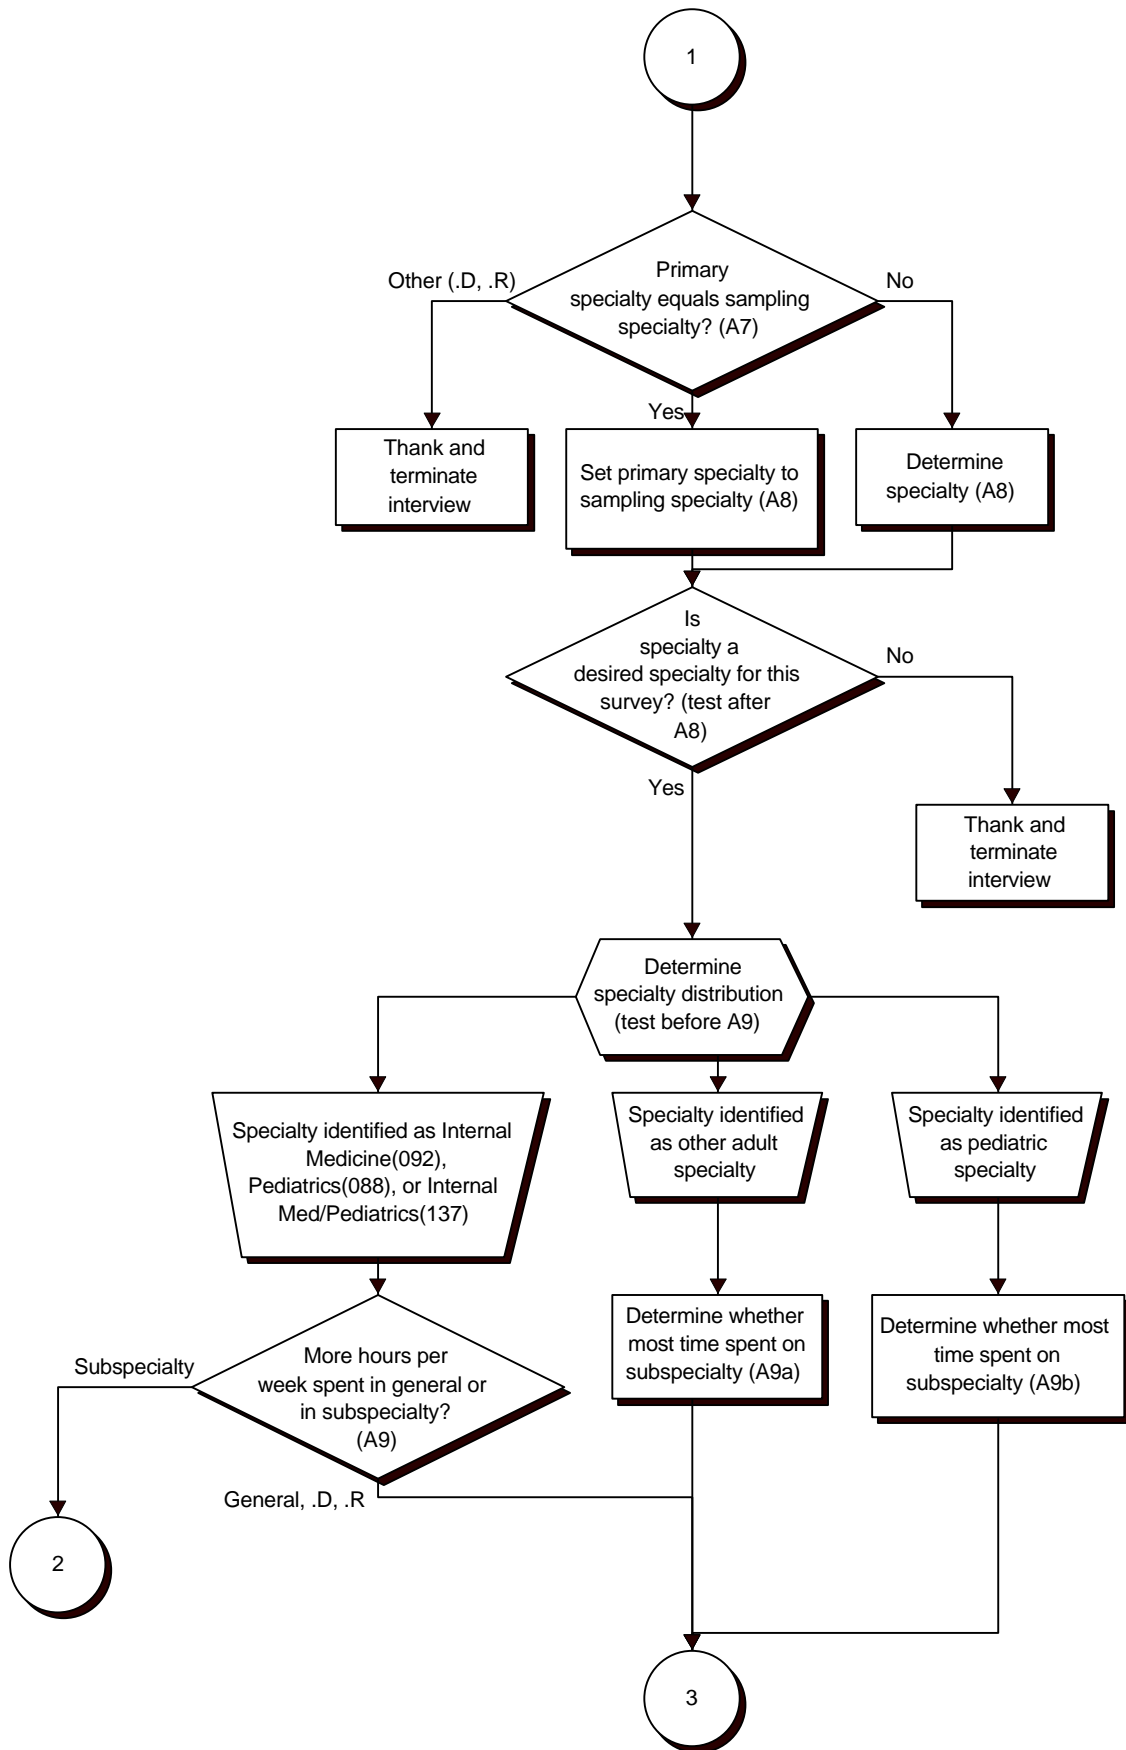 1
Primary
specialty equals sampling
specialty? (A7)
Other (.D, .R)
No
Yes
Thank and
terminate
interview
Set primary specialty to
sampling specialty (A8)
Determine
specialty (A8)
Is
specialty a
desired specialty for this
survey? (test after
A8)
No
Yes
Thank and
terminate
interview
Determine
specialty distribution
(test before A9)
Specialty identified as Internal
Medicine(092),
Pediatrics(088), or Internal
Med/Pediatrics(137)
Specialty identified
as other adult
specialty
Specialty identified
as pediatric
specialty
More hours per
week spent in general or
in subspecialty?
(A9)
Subspecialty
General, .D, .R
Determine whether
most time spent on
subspecialty (A9a)
Determine whether most
time spent on
subspecialty (A9b)
2
3